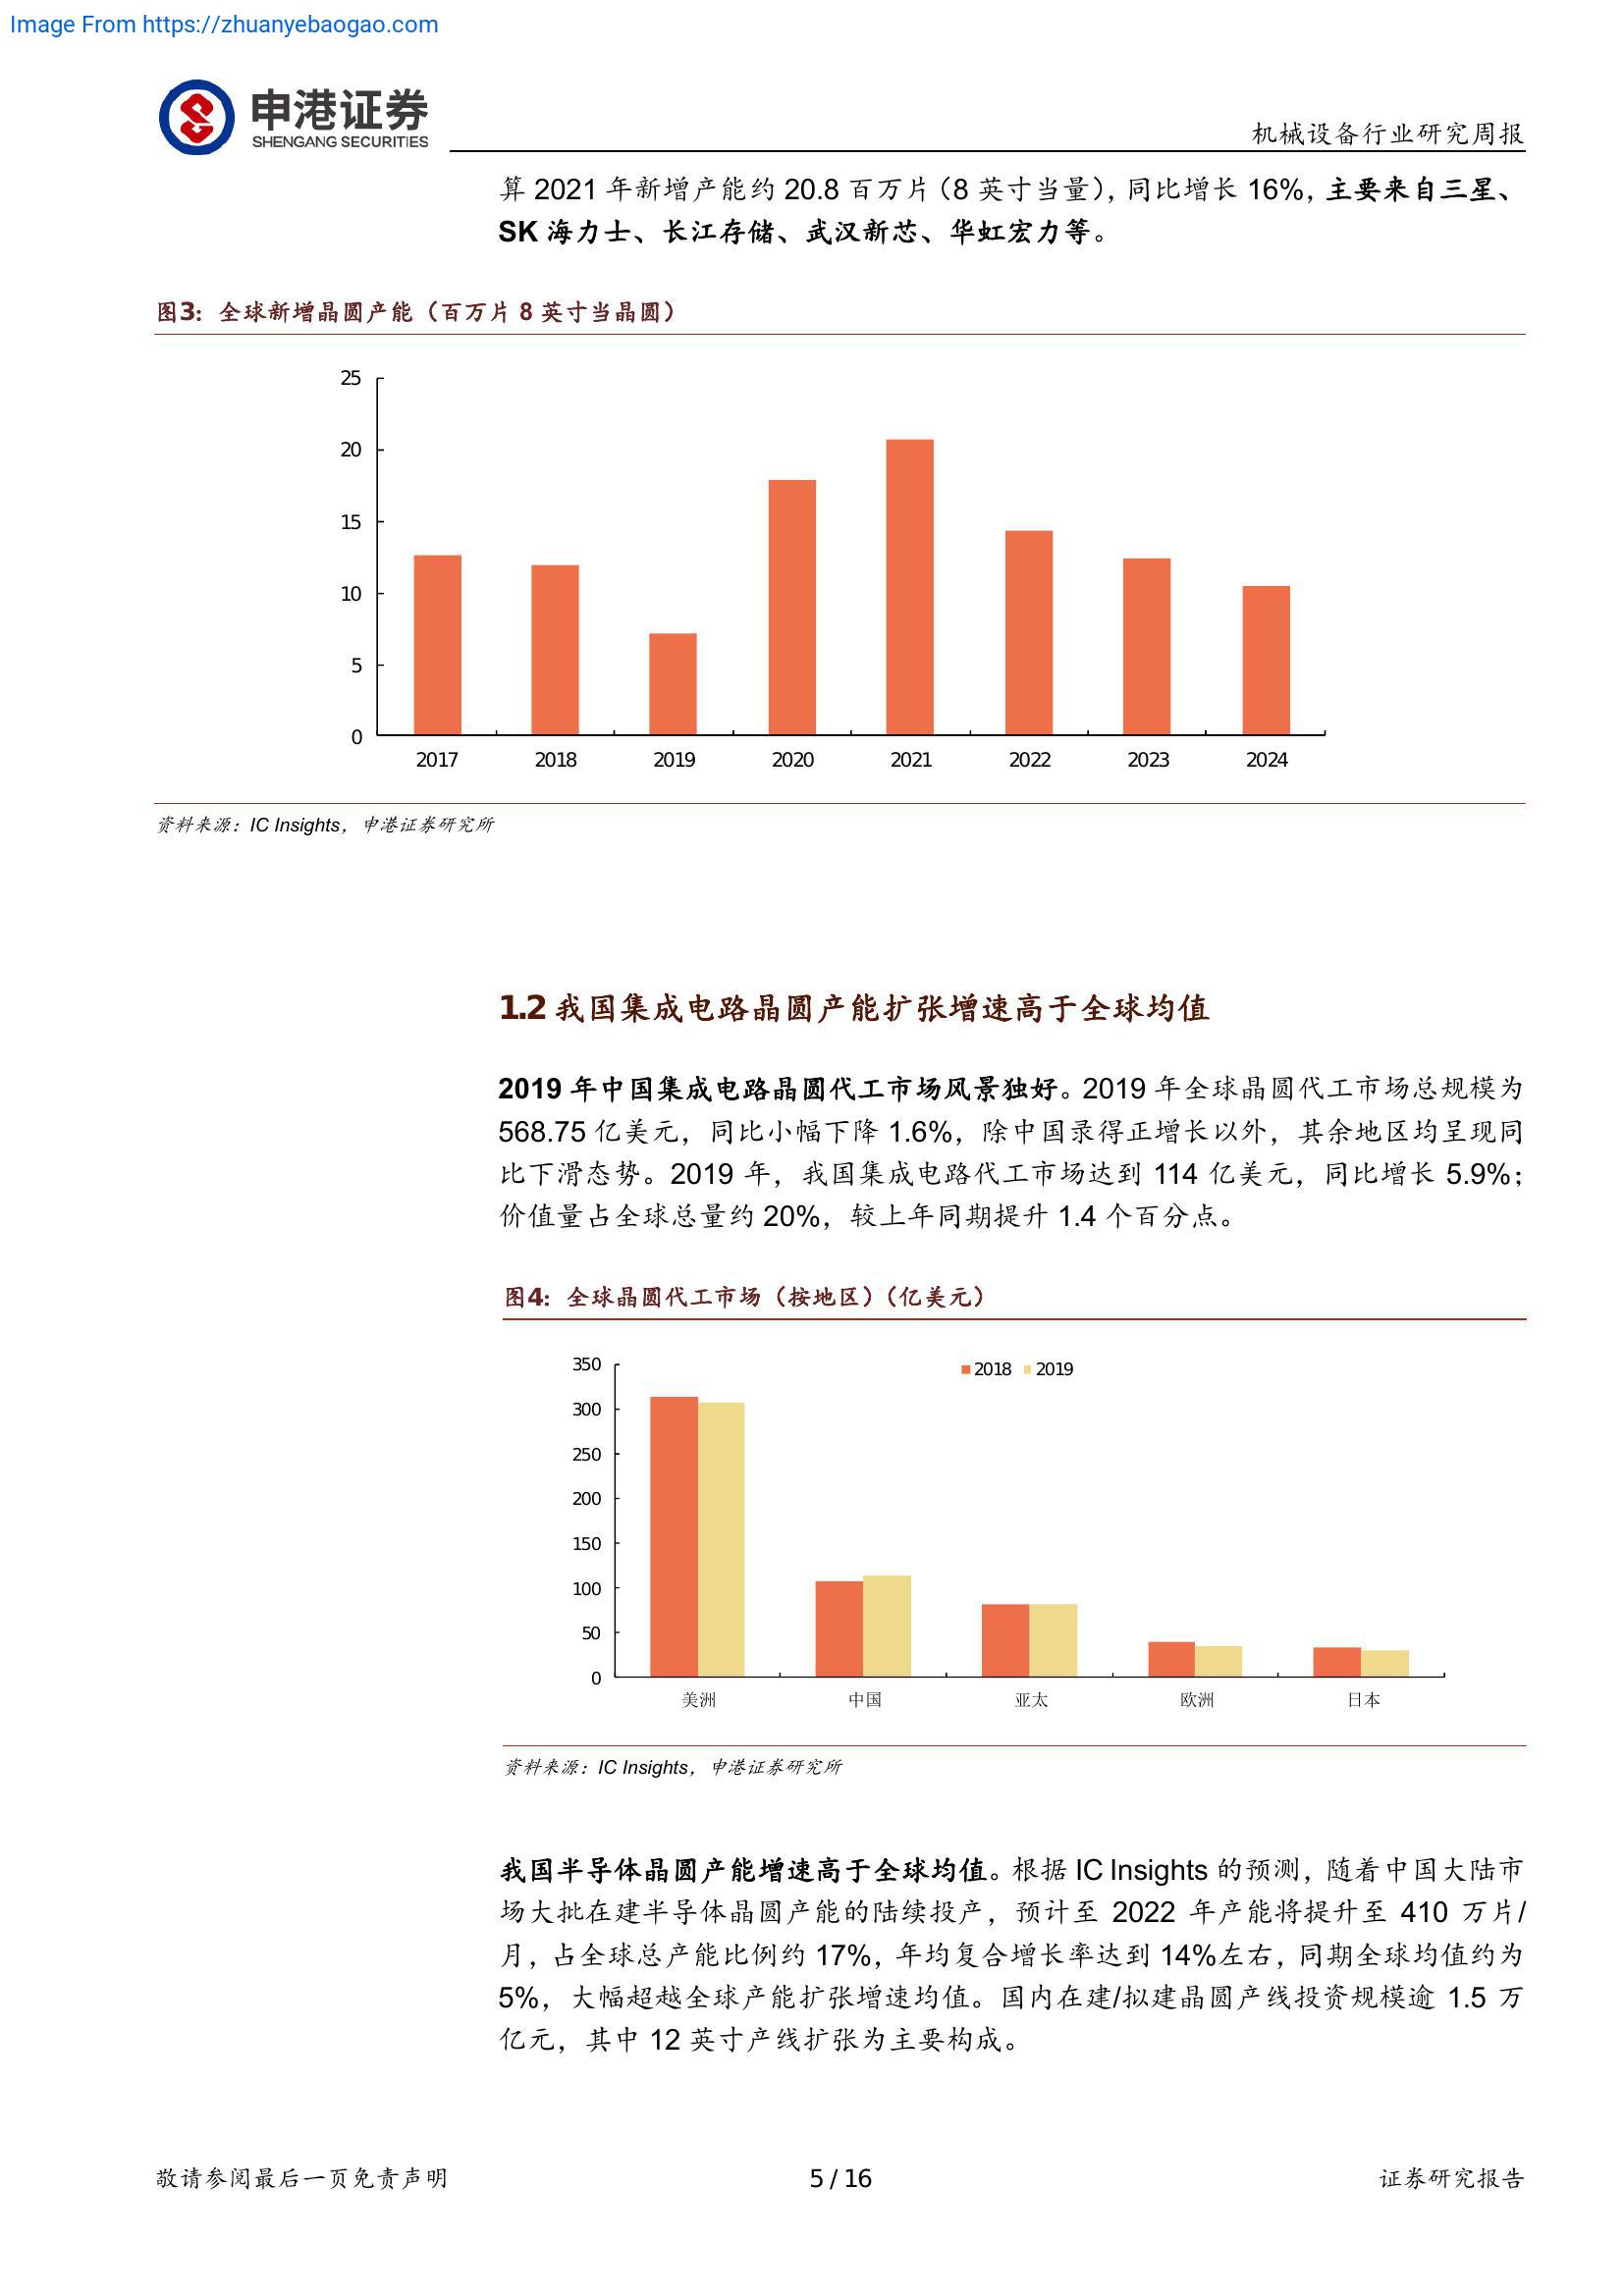 Image From https://zhuanyebaogao.com
申港证券
SHENGANG SECURITIES
机械设备行业研究周报
算 2021 年新增产能约 20.8 百万片（8 英寸当量），同比增长 16%，主要来自三星、
SK 海力士、长江存储、武汉新芯、华虹宏力等。
图3: 全球新增晶圆产能（百万片 8 英寸当晶圆）
25
20
15
10
5
0
2017 2018 2019 2020 2021 2022 2023 2024
资料来源：IC Insights，申港证券研究所
1.2 我国集成电路晶圆产能扩张增速高于全球均值
2019 年中国集成电路晶圆代工市场风景独好。2019 年全球晶圆代工市场总规模为
568.75 亿美元，同比小幅下降 1.6%，除中国录得正增长以外，其余地区均呈现同
比下滑态势。2019 年，我国集成电路代工市场达到 114 亿美元，同比增长 5.9%；
价值量占全球总量约 20%，较上年同期提升 1.4 个百分点。
图4: 全球晶圆代工市场（按地区）（亿美元）
2018 2019
350
300
250
200
150
100
50
0
美洲 中国 亚太 欧洲 日本
资料来源：IC Insights，申港证券研究所
我国半导体晶圆产能增速高于全球均值。根据 IC Insights 的预测，随着中国大陆市
场大批在建半导体晶圆产能的陆续投产，预计至 2022 年产能将提升至 410 万片/
月，占全球总产能比例约 17%，年均复合增长率达到 14%左右，同期全球均值约为
5%，大幅超越全球产能扩张增速均值。国内在建/拟建晶圆产线投资规模逾 1.5 万
亿元，其中 12 英寸产线扩张为主要构成。
敬请参阅最后一页免责声明
5 / 16
证券研究报告